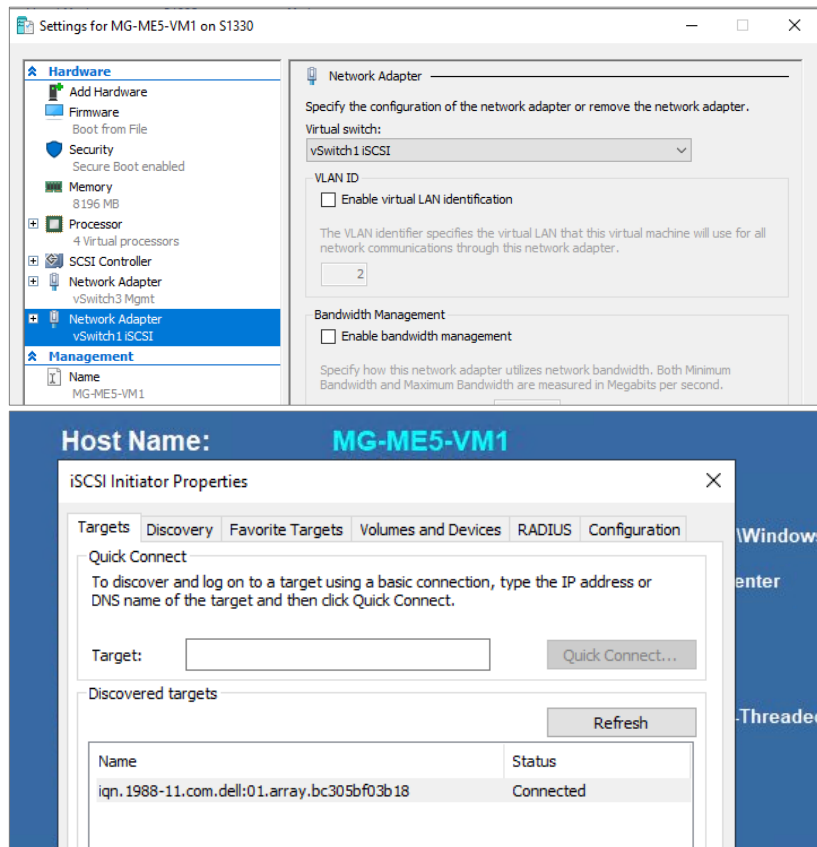 Settings for MG-ME5-VM1 on S1330
Hardware
Add Hardware
Firmware
Boot from File
Security
Secure Boot enabled
Memory
8196 MB
Processor
4 Virtual processors
SCSI Controller
Network Adapter
vSwitch3 Mgmt
Network Adapter
vSwitch1 iSCSI
Management
Name
MG-ME5-VM1
Network Adapter
Specify the configuration of the network adapter or remove the network adapter.
Virtual switch:
vSwitch1 iSCSI
VLAN ID
Enable virtual LAN identification
The VLAN identifier specifies the virtual LAN that this virtual machine will use for all
network communications through this network adapter.
2
Bandwidth Management
Enable bandwidth management
Specify how this network adapter utilizes network bandwidth. Both Minimum
Bandwidth and Maximum Bandwidth are measured in Megabits per second.
Host Name: MG-ME5-VM1
iSCSI Initiator Properties
Targets Discovery Favorite Targets Volumes and Devices RADIUS Configuration
Quick Connect
To discover and log on to a target using a basic connection, type the IP address or
DNS name of the target and then click Quick Connect.
Target: Quick Connect...
Discovered targets
Refresh
Name Status
iqn.1988-11.com.dell:01.array.bc305bf03b18 Connected
\Windows
enter
-Threaded